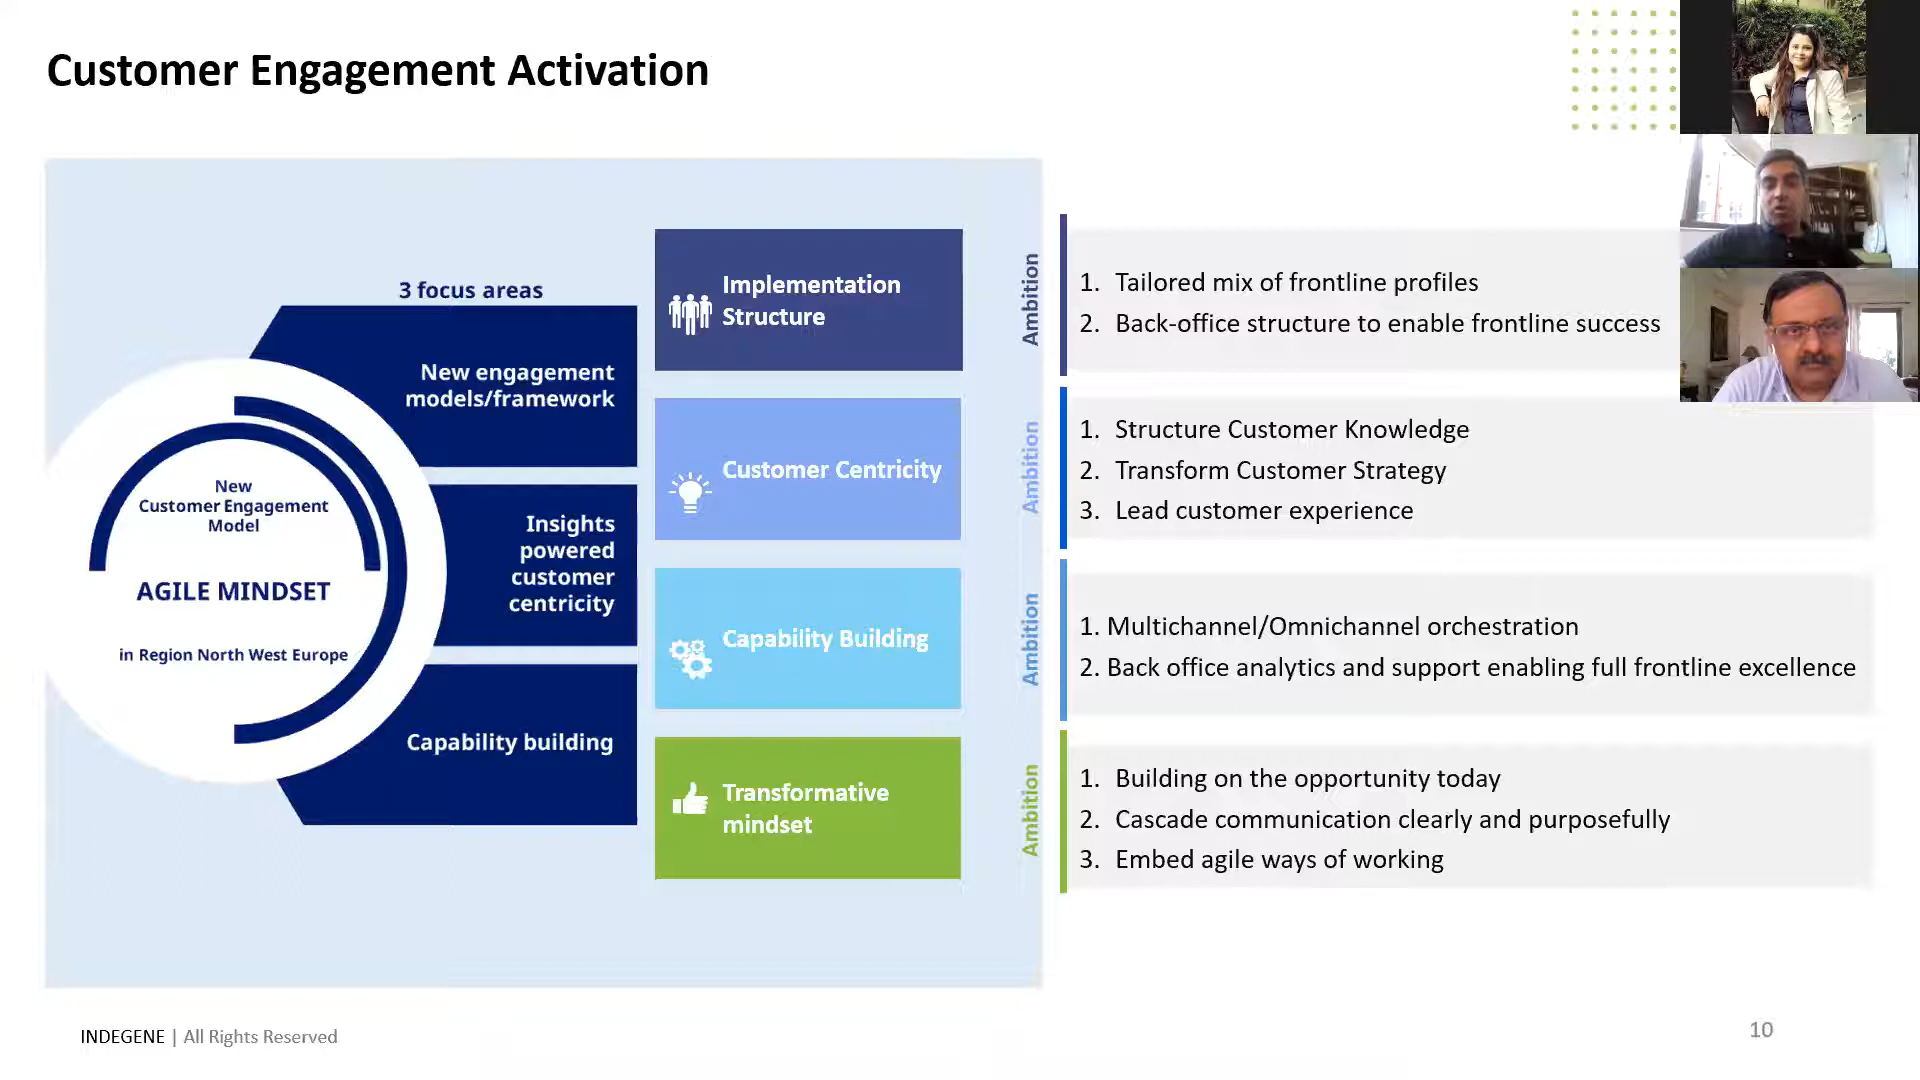 Customer Engagement Activation
3 focus areas
New engagement
models/framework
Insights
powered
customer
centricity
Capability building
New
Customer Engagement
Model
AGILE MINDSET
in Region North West Europe
Implementation
Structure
Ambition
1. Tailored mix of frontline profiles
2. Back-office structure to enable frontline success
Customer Centricity
Ambition
1. Structure Customer Knowledge
2. Transform Customer Strategy
3. Lead customer experience
Capability Building
Ambition
1. Multichannel/Omnichannel orchestration
2. Back office analytics and support enabling full frontline excellence
Transformative
mindset
Ambition
1. Building on the opportunity today
2. Cascade communication clearly and purposefully
3. Embed agile ways of working
INDEGENE | All Rights Reserved
10